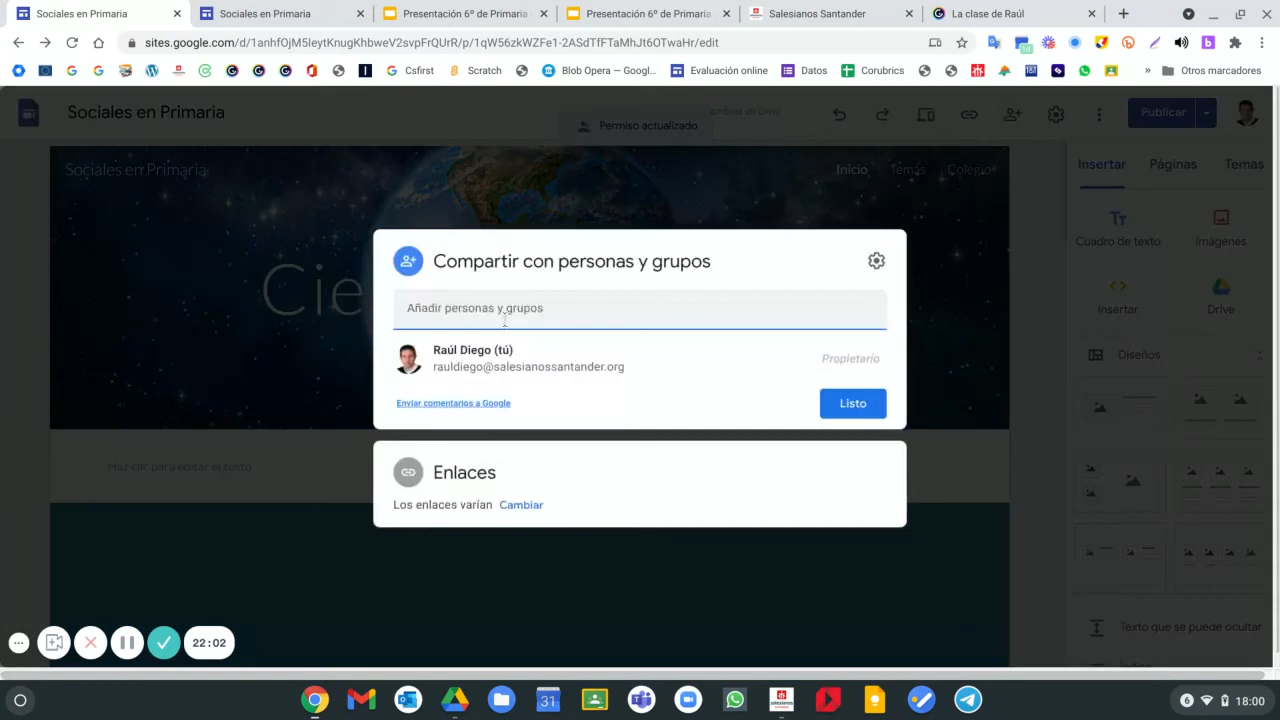 Sociales en Primaria
Sociales en Primaria
Presentación 6º de Primaria
Presentación 6º de Primaria
Salesianos Santander
La clase de Raúl
sites.google.com/d/1anhfOjM5IeytKnugKhbweV2svpFrQUrR/p/1qW56zkWZFe1-2ASdTfFTaMhJt6OTwaHr/edit
Csfirst
Scratch
Blob Opera — Googl...
Evaluación online
Datos
Corubrics
»
Otros marcadores
Sociales en Primaria
Permiso actualizado
Publicar
Sociales en Primaria
Inicio
Temas
Colegio
Insertar
Páginas
Temas
Cie
Cuadro de texto
Imágenes
Insertar
Drive
Diseños
Compartir con personas y grupos
Añadir personas y grupos
Raúl Diego (tú)
rauldiego@salesianossantander.org
Propietario
Enviar comentarios a Google
Listo
Haz clic para editar el texto
Enlaces
Los enlaces varían Cambiar
Texto que se puede ocultar
22:02
31
6
18:00